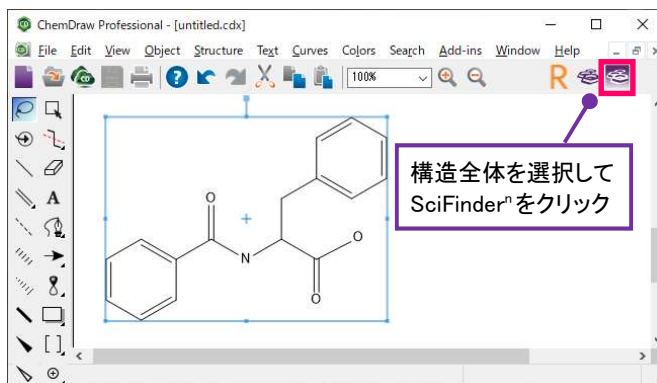 ChemDraw Professional - [untitled.cdx]
File Edit View Object Structure Text Curves Colors Search Add-ins Window Help
100%
R
A
構造全体を選択して
SciFinderⁿをクリック
O
O
N
O